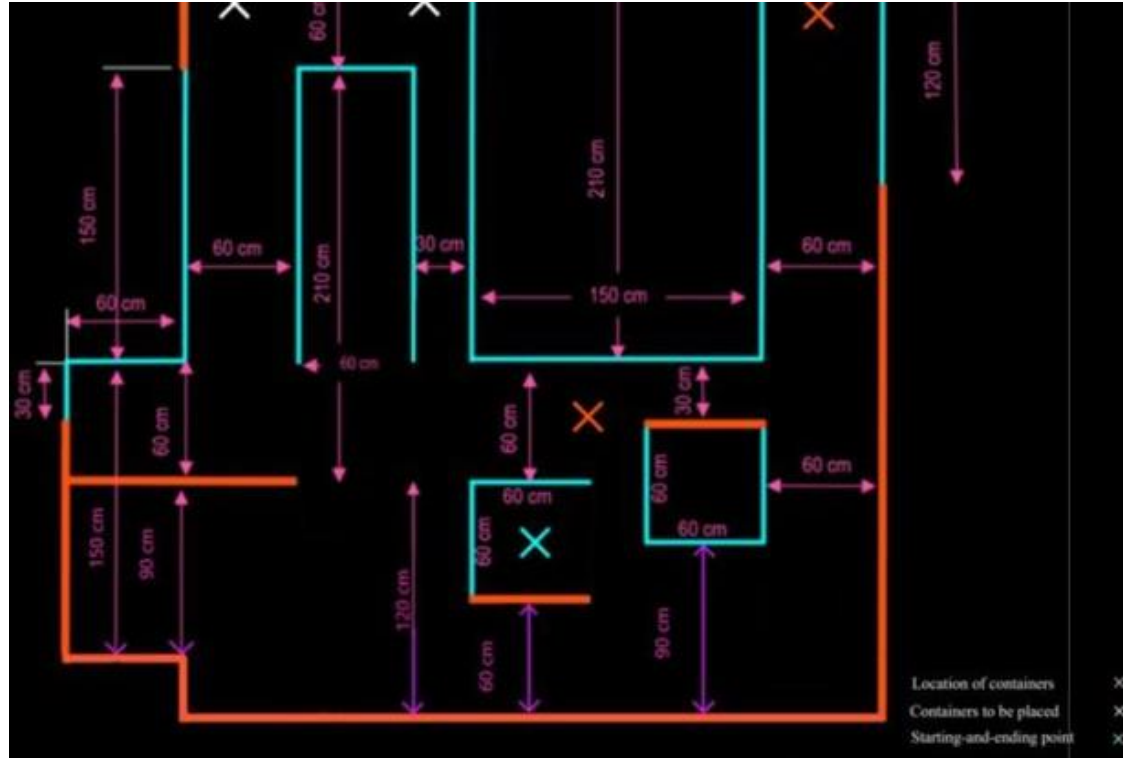 60 cm
120 cm
210 cm
150 cm
60 cm
210 cm
30 cm
60 cm
150 cm
60 cm
60 cm
30 cm
30 cm
60 cm
60 cm
60 cm
60 cm
60 cm
60 cm
60 cm
150 cm
90 cm
120 cm
60 cm
90 cm
Location of containers
Containers to be placed
Starting-and-ending point